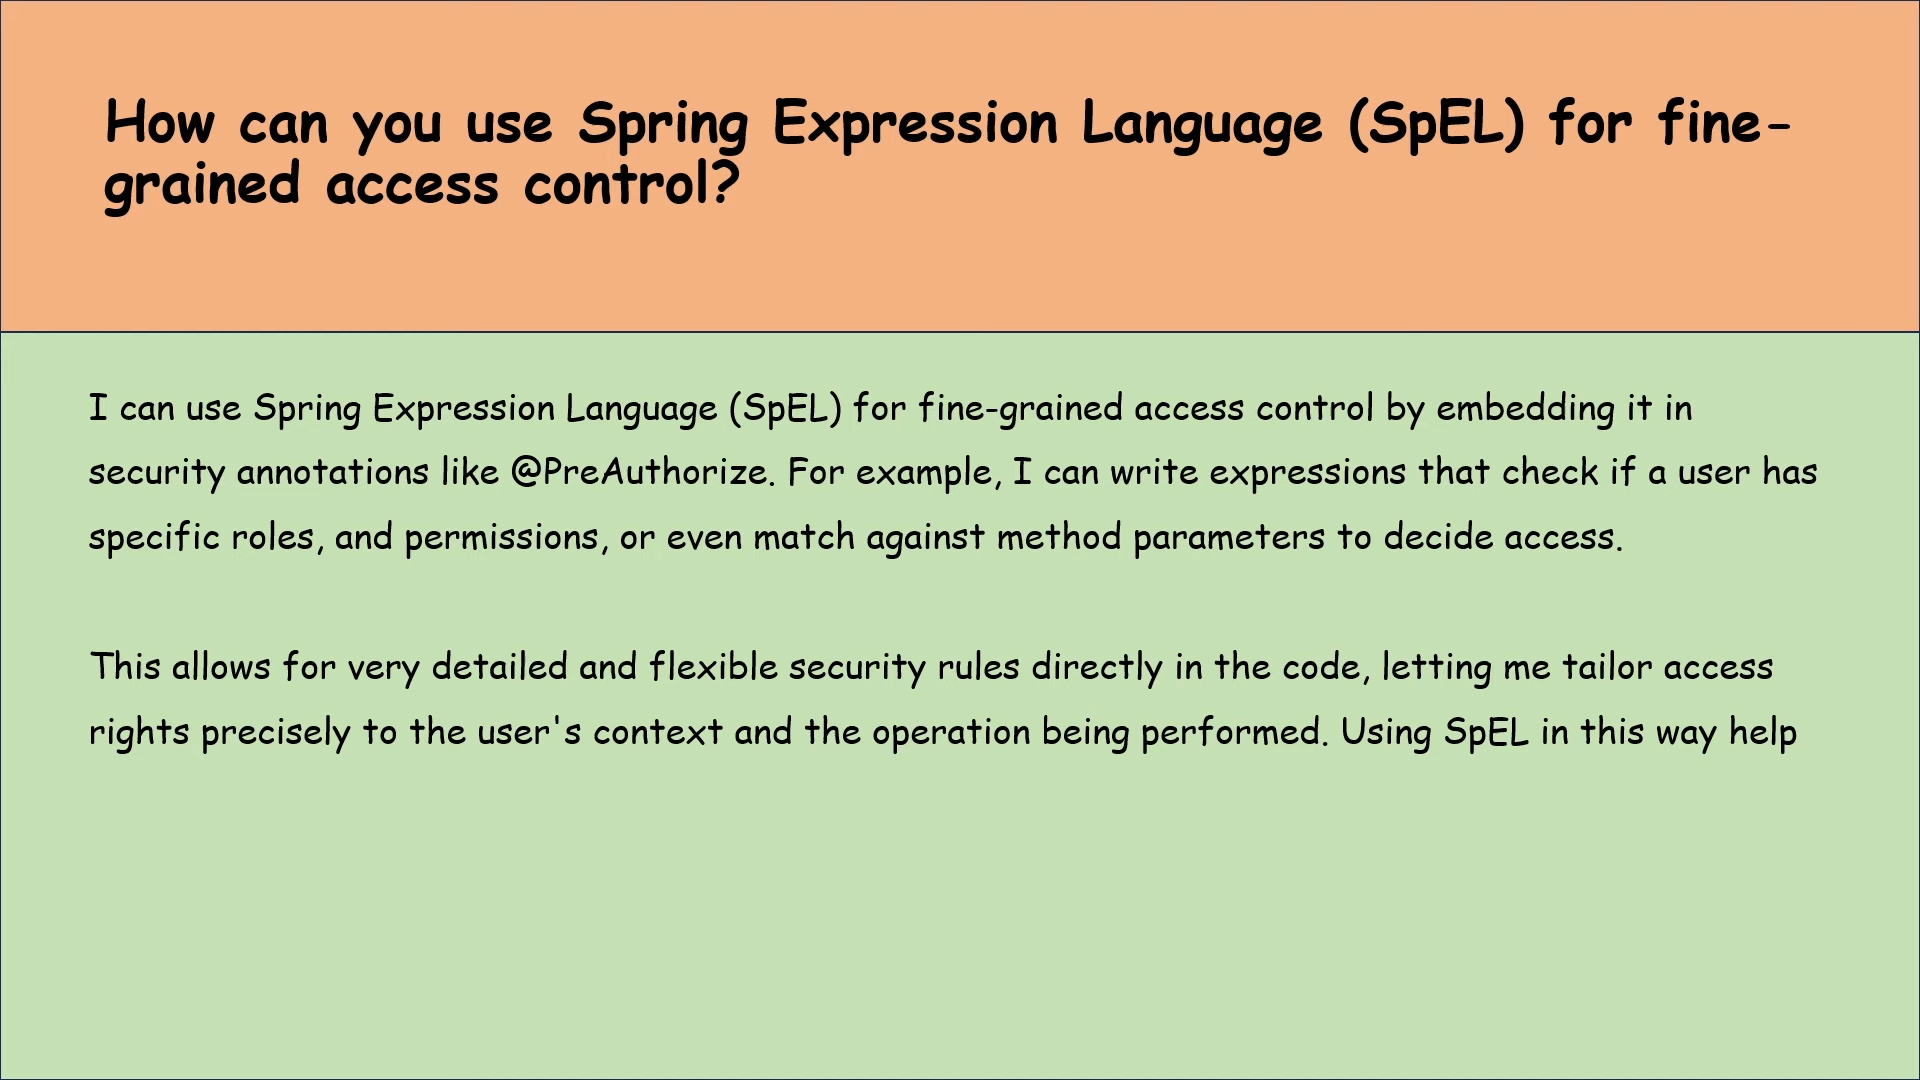 How can you use Spring Expression Language (SpEL) for fine-
grained access control?
I can use Spring Expression Language (SpEL) for fine-grained access control by embedding it in
security annotations like @PreAuthorize. For example, I can write expressions that check if a user has
specific roles, and permissions, or even match against method parameters to decide access.
This allows for very detailed and flexible security rules directly in the code, letting me tailor access
rights precisely to the user's context and the operation being performed. Using SpEL in this way help